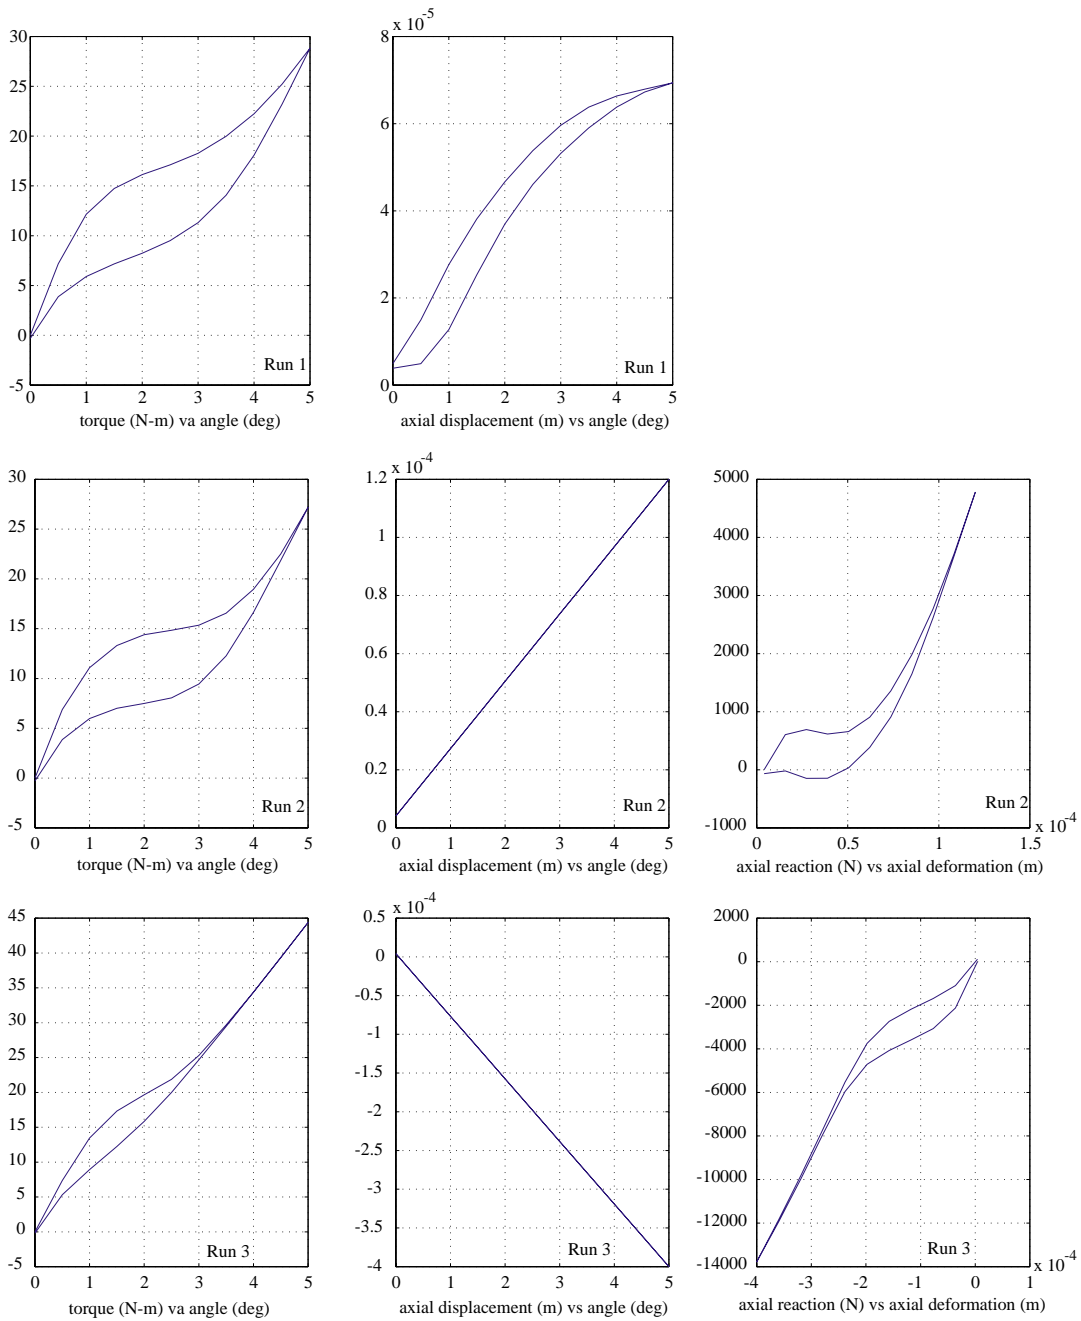 x 10^-5
30
25
20
15
10
5
0
-5
Run 1
0 1 2 3 4 5
torque (N-m) va angle (deg)
8
6
4
2
0
Run 1
0 1 2 3 4 5
axial displacement (m) vs angle (deg)
30
25
20
15
10
5
0
-5
Run 2
0 1 2 3 4 5
torque (N-m) va angle (deg)
x 10^-4
1.2
1
0.8
0.6
0.4
0.2
0
Run 2
0 1 2 3 4 5
axial displacement (m) vs angle (deg)
5000
4000
3000
2000
1000
0
-1000
Run 2
0 0.5 1 1.5
x 10^-4
axial reaction (N) vs axial deformation (m)
45
40
35
30
25
20
15
10
5
0
-5
Run 3
0 1 2 3 4 5
torque (N-m) va angle (deg)
x 10^-4
0.5
0
-0.5
-1
-1.5
-2
-2.5
-3
-3.5
-4
Run 3
0 1 2 3 4 5
axial displacement (m) vs angle (deg)
2000
0
-2000
-4000
-6000
-8000
-10000
-12000
-14000
Run 3
-4 -3 -2 -1 0 1
x 10^-4
axial reaction (N) vs axial deformation (m)